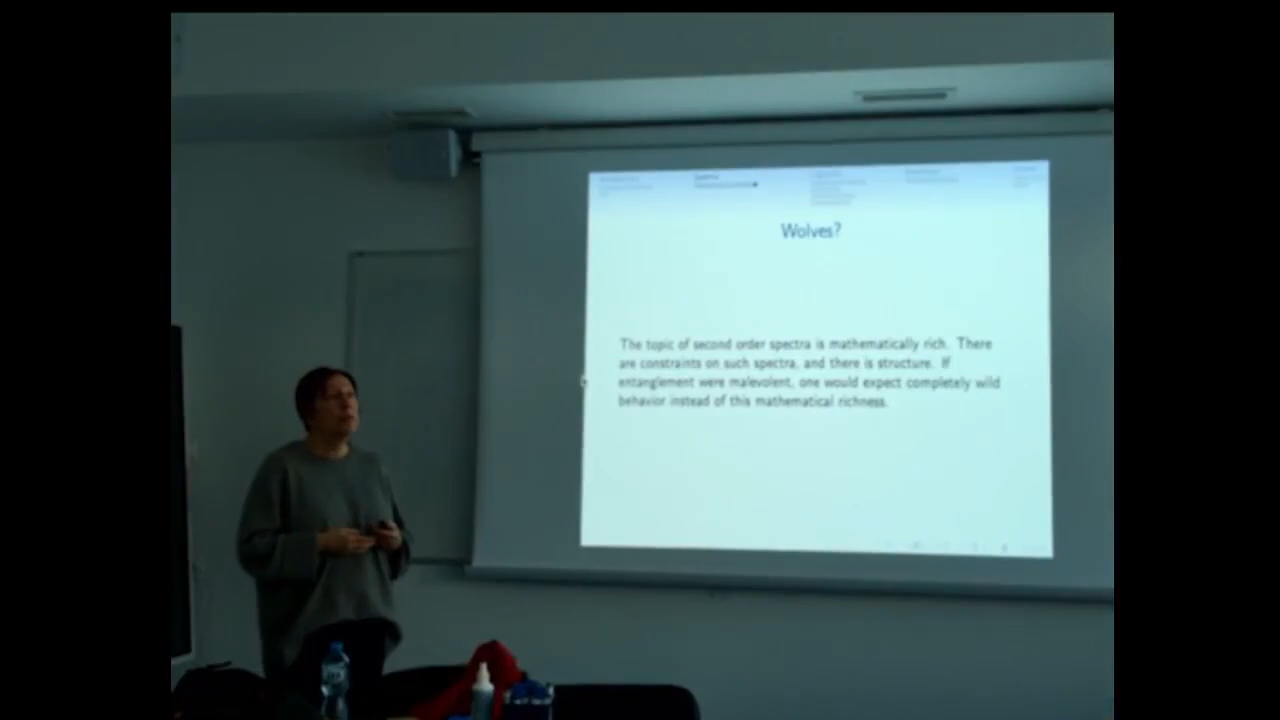 Wolves?
The topic of second order spectra is mathematically rich. There
are constraints on such spectra, and there is structure. If
entanglement were malevolent, one would expect completely wild
behavior instead of this mathematical richness.